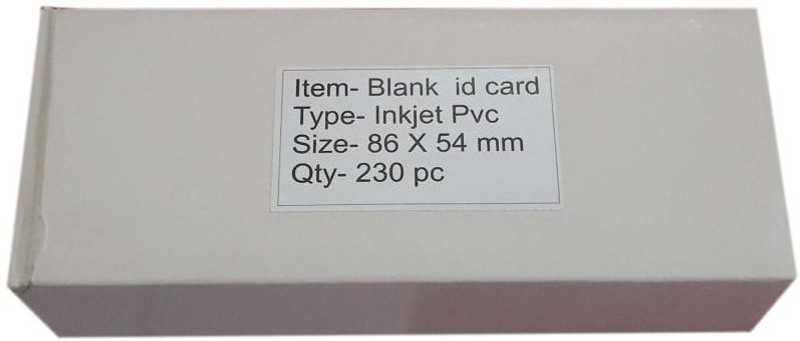 Item- Blank id card
Type- Inkjet Pvc
Size- 86 X 54 mm
Qty- 230 pc